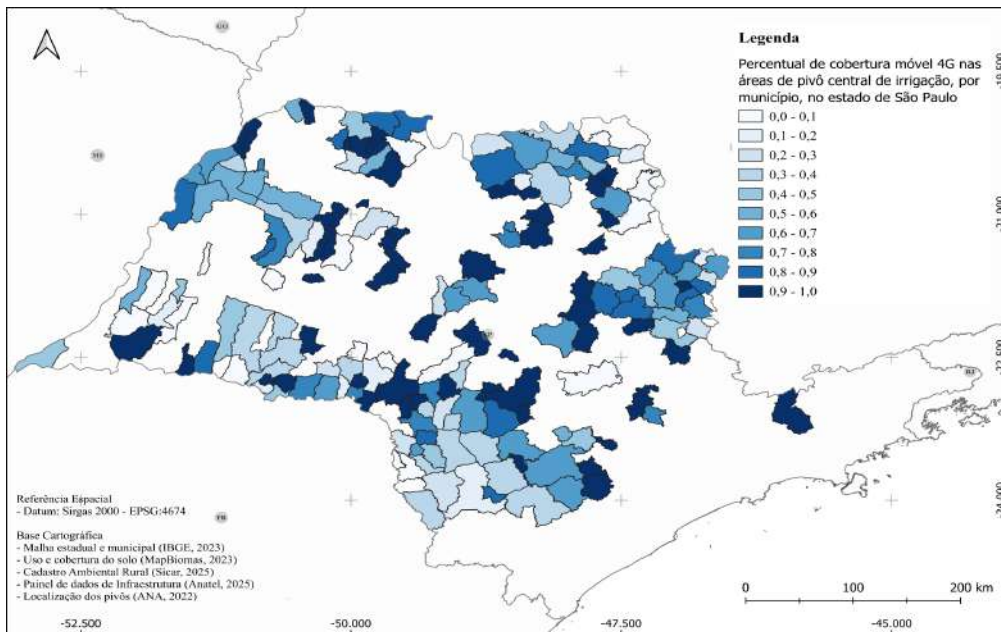 GO
MS
SP
RJ
PR
Legenda
Percentual de cobertura móvel 4G nas
áreas de pivô central de irrigação, por
município, no estado de São Paulo
0,0 - 0,1
0,1 - 0,2
0,2 - 0,3
0,3 - 0,4
0,4 - 0,5
0,5 - 0,6
0,6 - 0,7
0,7 - 0,8
0,8 - 0,9
0,9 - 1,0
-19,500
-21,000
-22,500
-24,000
Referência Espacial
- Datum: Sirgas 2000 - EPSG:4674
Base Cartográfica
- Malha estadual e municipal (IBGE, 2023)
- Uso e cobertura do solo (MapBiomas, 2023)
- Cadastro Ambiental Rural (Sicar, 2025)
- Painel de dados de Infraestrutura (Anatel, 2025)
- Localização dos pivôs (ANA, 2022)
0 100 200 km
-52.500 -50.000 -47.500 -45.000